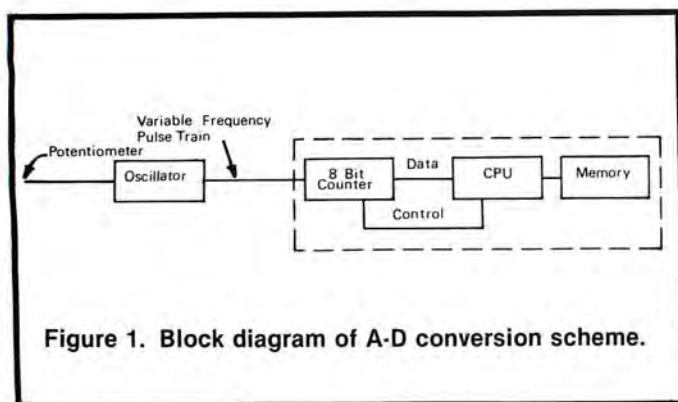 Variable Frequency
Pulse Train
Potentiometer
Oscillator
8 Bit
Counter
Data
CPU
Memory
Control
Figure 1. Block diagram of A-D conversion scheme.